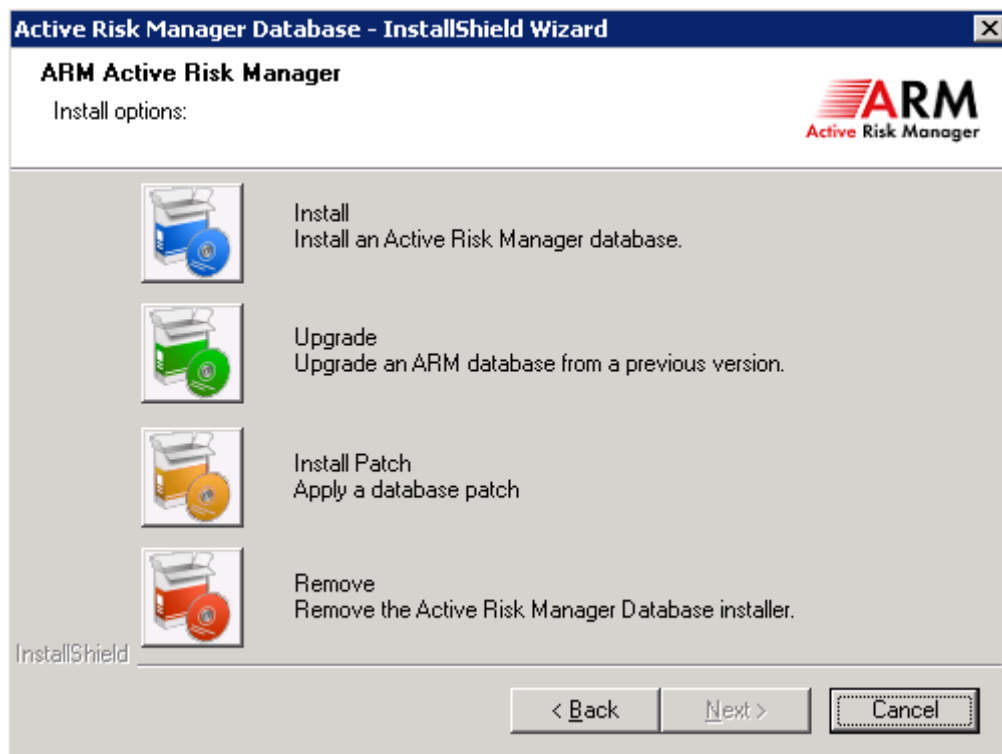 Active Risk Manager Database - InstallShield Wizard
ARM Active Risk Manager
Install options:
ARM
Active Risk Manager
Install
Install an Active Risk Manager database.
Upgrade
Upgrade an ARM database from a previous version.
Install Patch
Apply a database patch
Remove
Remove the Active Risk Manager Database installer.
InstallShield
< Back
Next >
Cancel